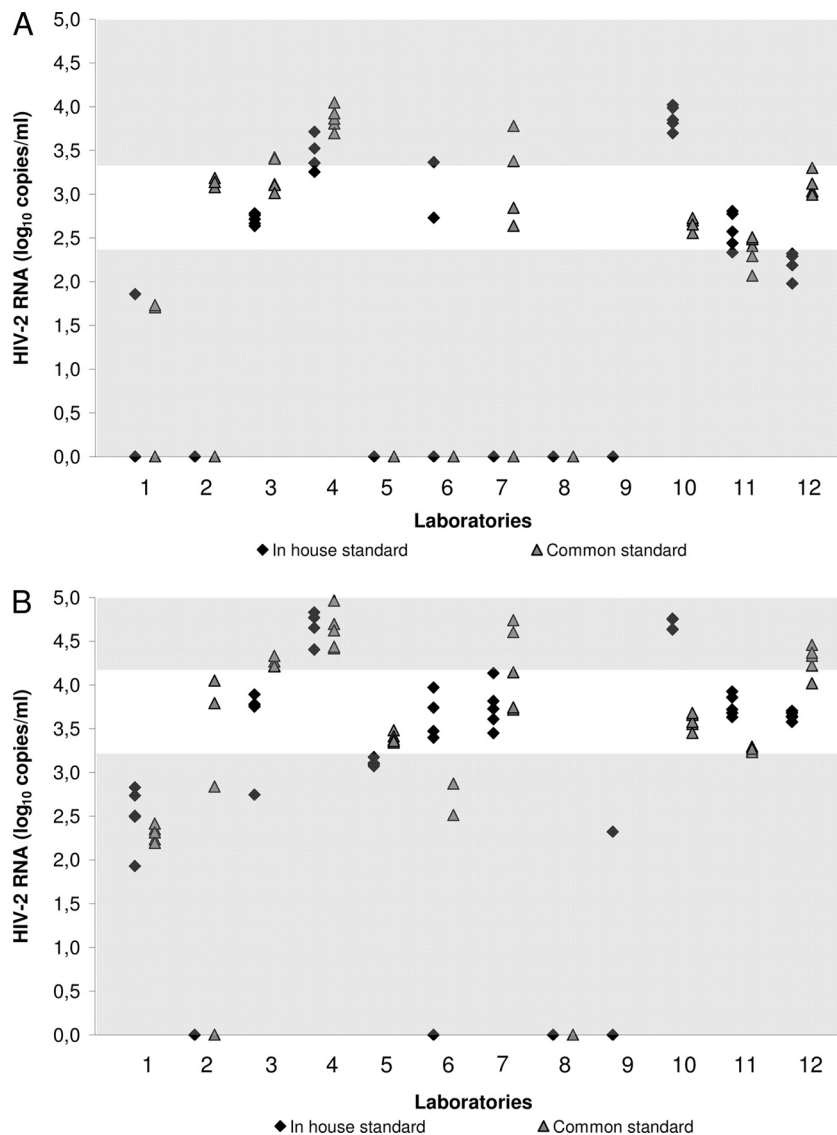 A
5,0
4,5
4,0
3,5
3,0
2,5
2,0
1,5
1,0
0,5
0,0
HIV-2 RNA (log10 copies/ml)
1 2 3 4 5 6 7 8 9 10 11 12
Laboratories
In house standard Common standard
B
5,0
4,5
4,0
3,5
3,0
2,5
2,0
1,5
1,0
0,5
0,0
HIV-2 RNA (log10 copies/ml)
1 2 3 4 5 6 7 8 9 10 11 12
Laboratories
In house standard Common standard